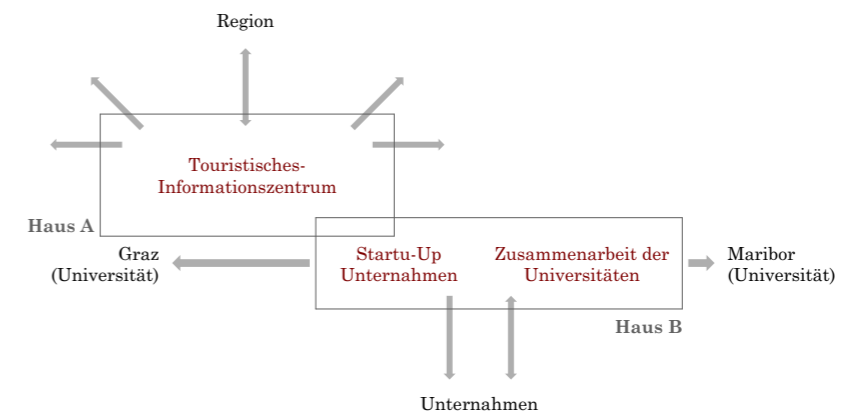 Region
Touristisches-
Informationszentrum
Haus A
Graz
(Universität)
Startu-Up
Unternahmen
Zusammenarbeit der
Universitäten
Maribor
(Universität)
Haus B
Unternahmen